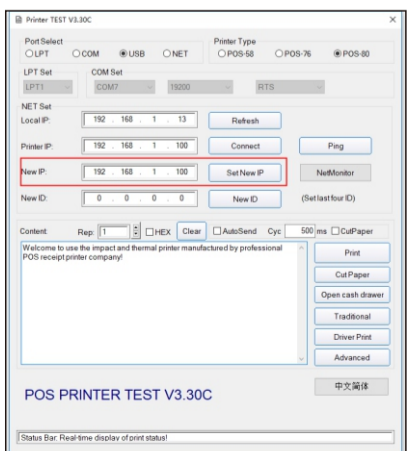 Printer TEST V3.30C
Port Select Printer Type
LPT COM USB NET POS-58 POS-76 POS-80
LPT Set COM Set
LPT1 COM7 19200 RTS
NET Set
Local IP: 192 . 168 . 1 . 13 Refresh
Printer IP: 192 . 168 . 1 . 100 Connect Ping
New IP: 192 . 168 . 1 . 100 Set New IP NetMonitor
New ID: 0 . 0 . 0 . 0 New ID (Set last four ID)
Content Rep: 1 HEX Clear AutoSend Cyc 500 ms CutPaper
Welcome to use the impact and thermal printer manufactured by professional
POS receipt printer company!
Print
Cut Paper
Open cash drawer
Traditional
Driver Print
Advanced
中文简体
POS PRINTER TEST V3.30C
Status Bar: Real-time display of print status!